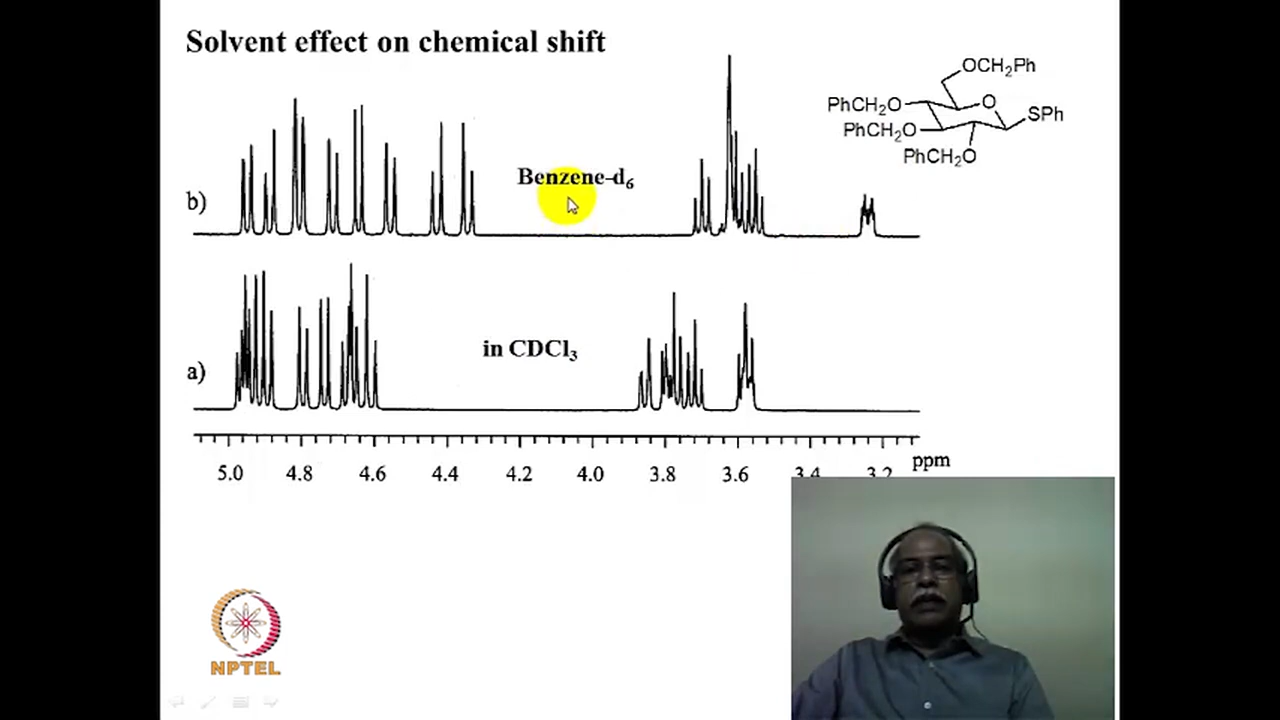 Solvent effect on chemical shift
OCH₂Ph
PhCH₂O
O
SPh
PhCH₂O
PhCH₂O
b)
Benzene-d₆
a)
in CDCl₃
ppm
5.0 4.8 4.6 4.4 4.2 4.0 3.8 3.6 3.4 3.2
NPTEL